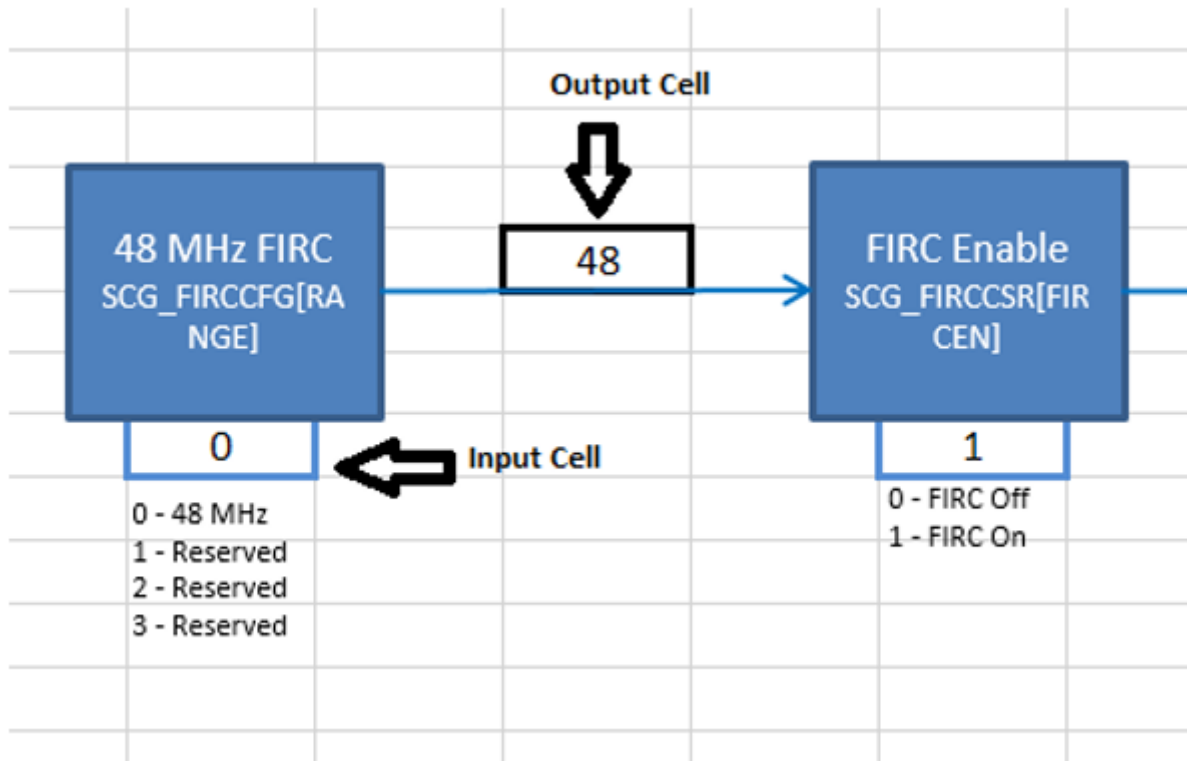 Output Cell
48 MHz FIRC
SCG_FIRCCFG[RA
NGE]
48
FIRC Enable
SCG_FIRCCSR[FIR
CEN]
0
Input Cell
1
0 - 48 MHz
1 - Reserved
2 - Reserved
3 - Reserved
0 - FIRC Off
1 - FIRC On